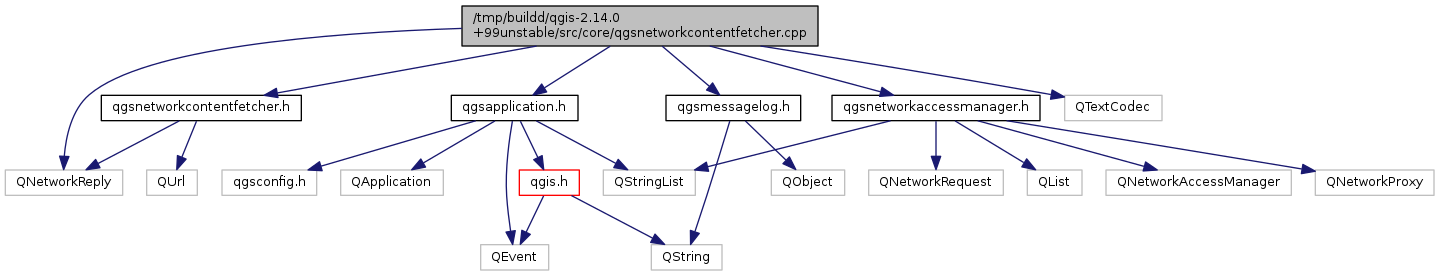 /tmp/buildd/qgis-2.14.0
+99unstable/src/core/qgsnetworkcontentfetcher.cpp
qgsnetworkcontentfetcher.h
qgsapplication.h
qgsmessagelog.h
qgsnetworkaccessmanager.h
QTextCodec
QNetworkReply
QUrl
qgsconfig.h
QApplication
qgis.h
QStringList
QObject
QNetworkRequest
QList
QNetworkAccessManager
QNetworkProxy
QEvent
QString